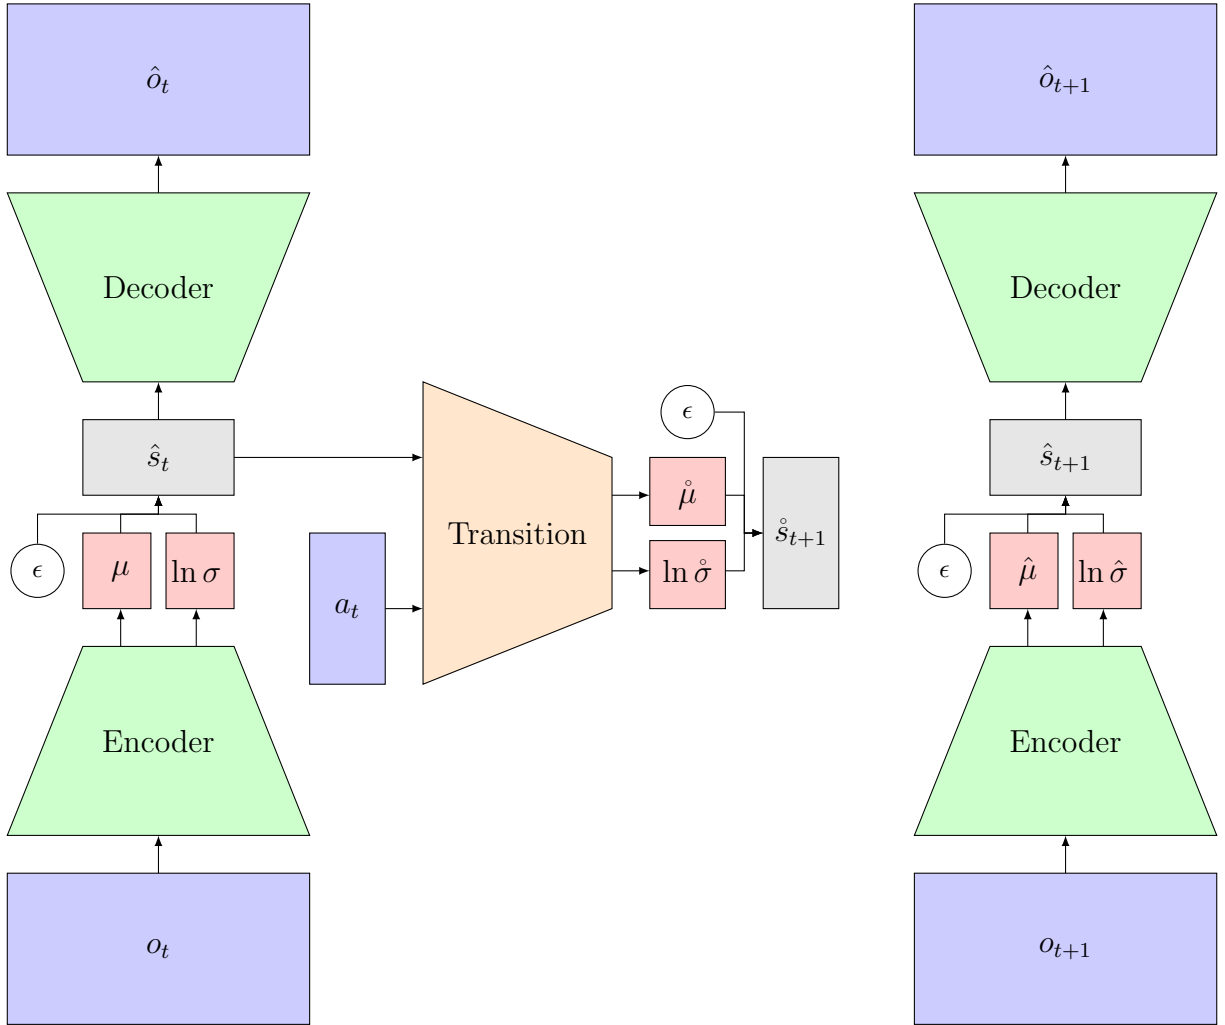 ô_t
Decoder
ŝ_t
ϵ
μ
ln σ
Encoder
o_t
a_t
Transition
ϵ
μ̊
ln σ̊
s̊_{t+1}
ô_{t+1}
Decoder
ŝ_{t+1}
ϵ
μ̂
ln σ̂
Encoder
o_{t+1}